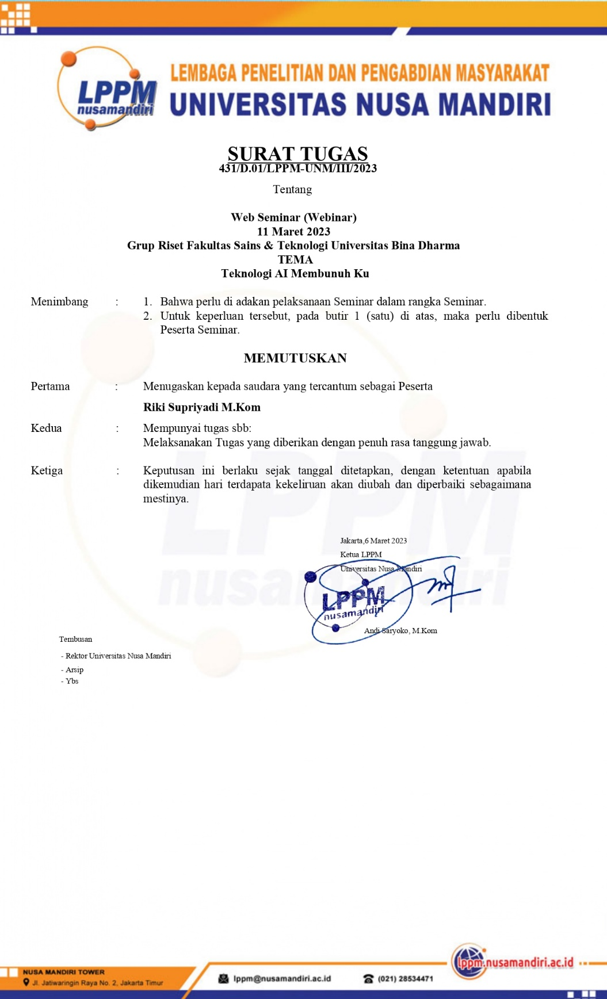 LPPM
nusamandiri
LEMBAGA PENELITIAN DAN PENGABDIAN MASYARAKAT
UNIVERSITAS NUSA MANDIRI
SURAT TUGAS
431/D.01/LPPM-UNM/III/2023
Tentang
Web Seminar (Webinar)
11 Maret 2023
Grup Riset Fakultas Sains & Teknologi Universitas Bina Dharma
TEMA
Teknologi AI Membunuh Ku
Menimbang : 1. Bahwa perlu di adakan pelaksanaan Seminar dalam rangka Seminar.
2. Untuk keperluan tersebut, pada butir 1 (satu) di atas, maka perlu dibentuk
Peserta Seminar.
MEMUTUSKAN
Pertama : Menugaskan kepada saudara yang tercantum sebagai Peserta
Riki Supriyadi M.Kom
Kedua : Mempunyai tugas sbb:
Melaksanakan Tugas yang diberikan dengan penuh rasa tanggung jawab.
Ketiga : Keputusan ini berlaku sejak tanggal ditetapkan, dengan ketentuan apabila
dikemudian hari terdapata kekeliruan akan diubah dan diperbaiki sebagaimana
mestinya.
LPPM
nusamandiri
Jakarta,6 Maret 2023
Ketua LPPM
Universitas Nusa Mandiri
LPPM
nusamandiri
Andi Saryoko, M.Kom
Tembusan
- Rektor Universitas Nusa Mandiri
- Arsip
- Ybs
NUSA MANDIRI TOWER
Jl. Jatiwaringin Raya No. 2, Jakarta Timur
lppm@nusamandiri.ac.id
(021) 28534471
lppm.nusamandiri.ac.id